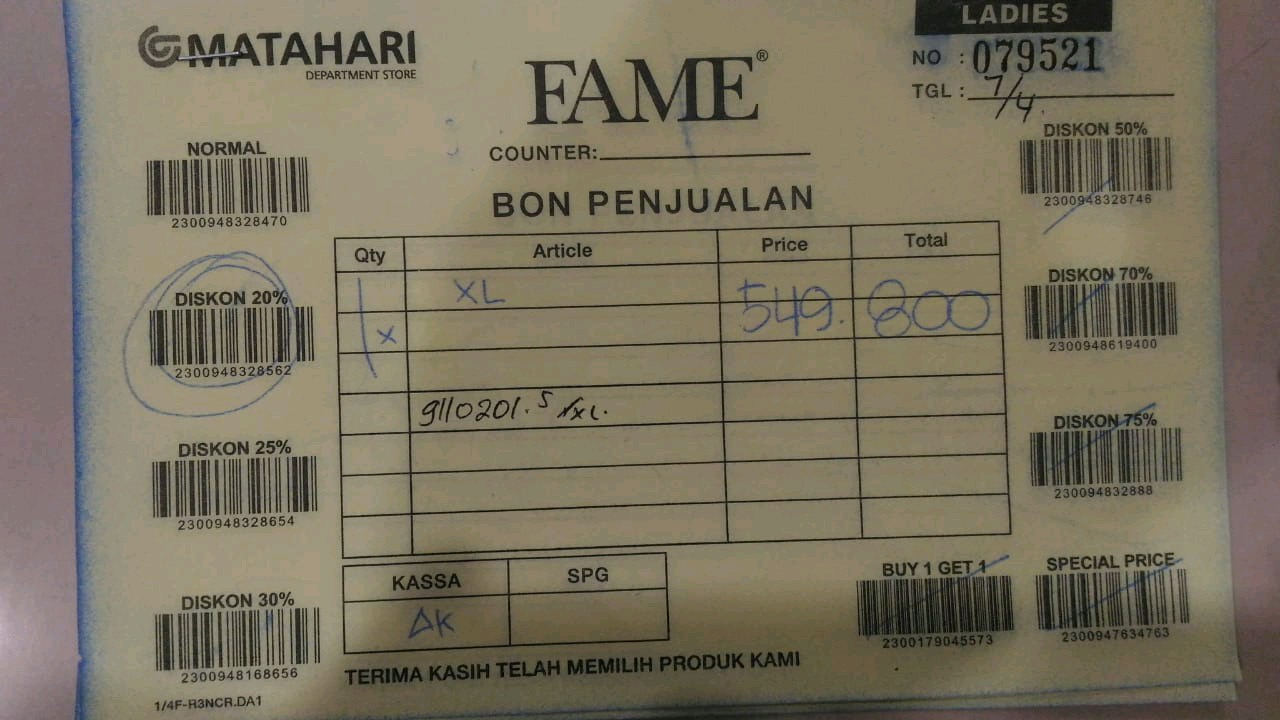 MATAHARI
DEPARTMENT STORE
FAME®
LADIES
NO : 079521
TGL : 7/4
COUNTER:
BON PENJUALAN
NORMAL
2300948328470
DISKON 20%
2300948328562
DISKON 25%
2300948328654
DISKON 30%
2300948168656
Qty Article Price Total
1x XL 549.800
9110201.5 XL.
DISKON 50%
2300948328746
DISKON 70%
2300948619400
DISKON 75%
230094832888
BUY 1 GET 1
2300179045573
SPECIAL PRICE
2300947634763
KASSA SPG
AK
TERIMA KASIH TELAH MEMILIH PRODUK KAMI
1/4F-R3NCR.DA1